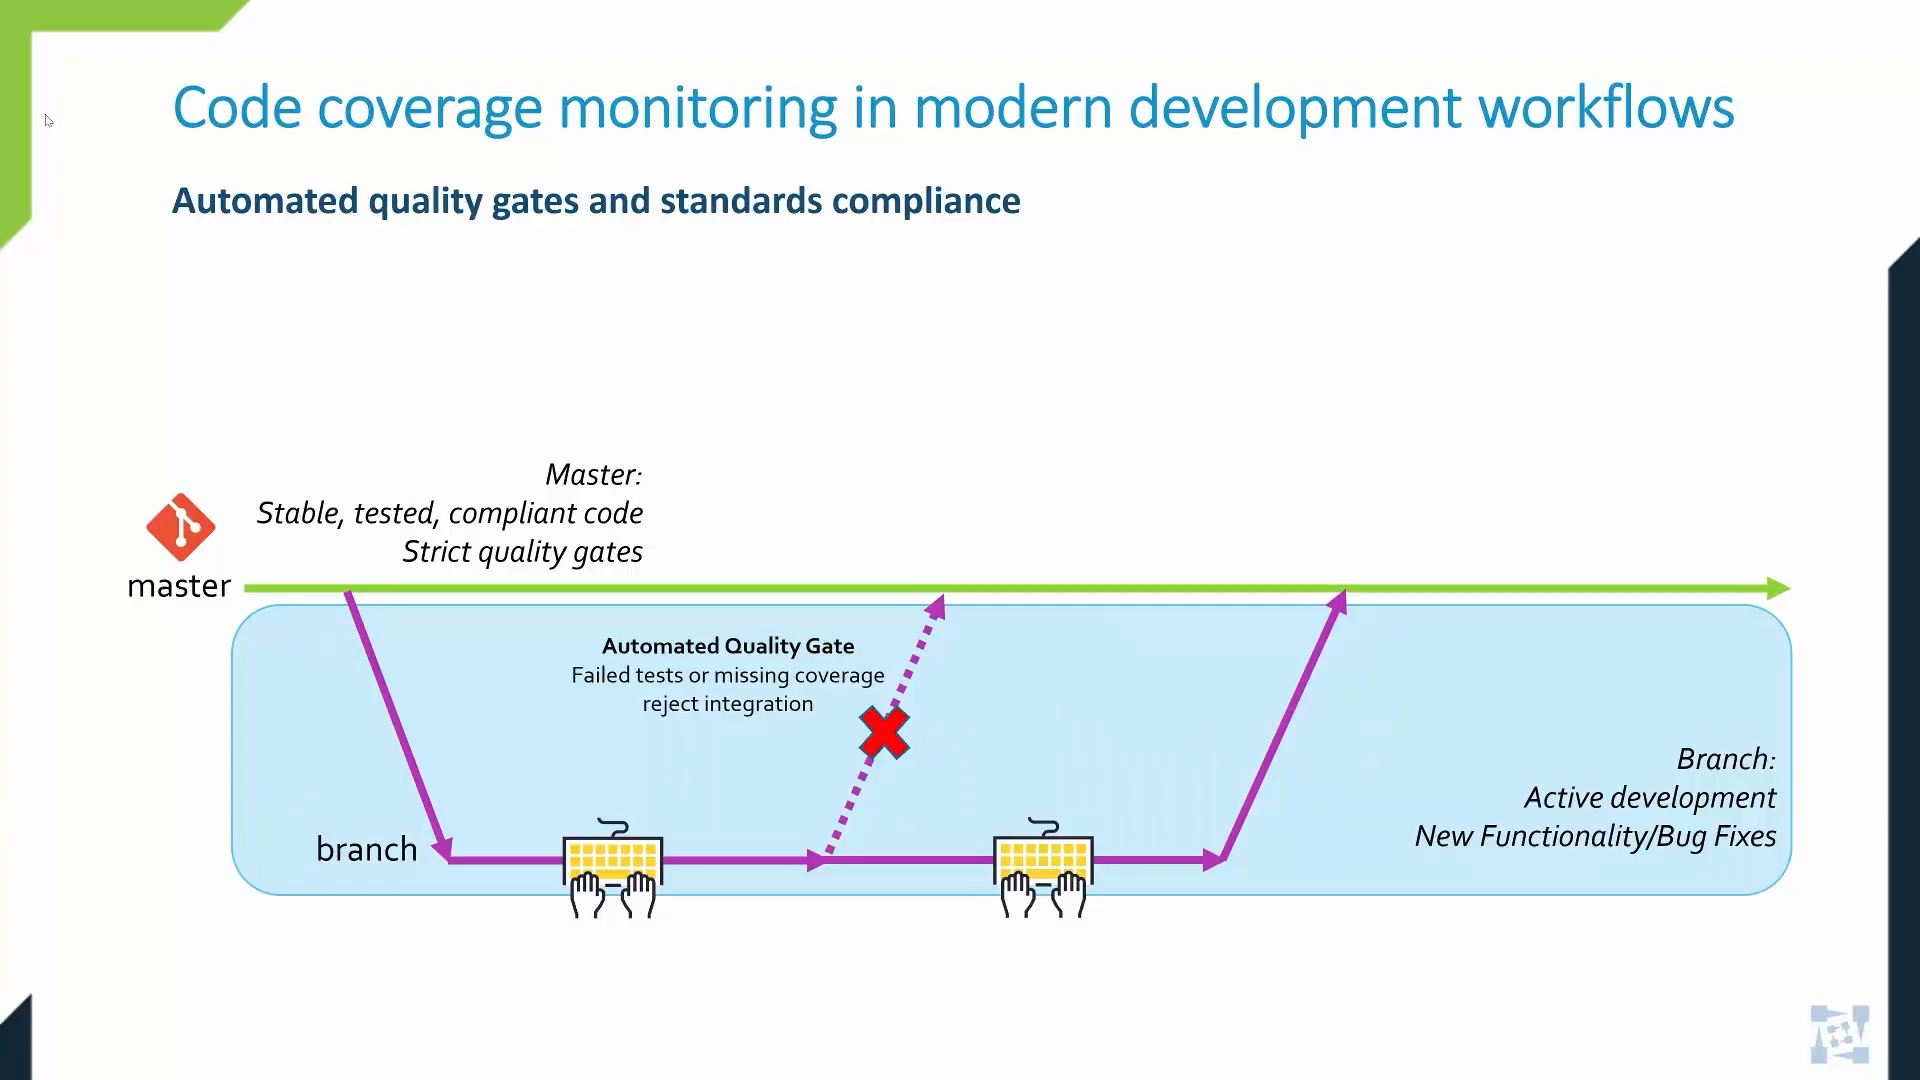 Code coverage monitoring in modern development workflows
Automated quality gates and standards compliance
Master:
Stable, tested, compliant code
Strict quality gates
master
Automated Quality Gate
Failed tests or missing coverage
reject integration
Branch:
Active development
New Functionality/Bug Fixes
branch